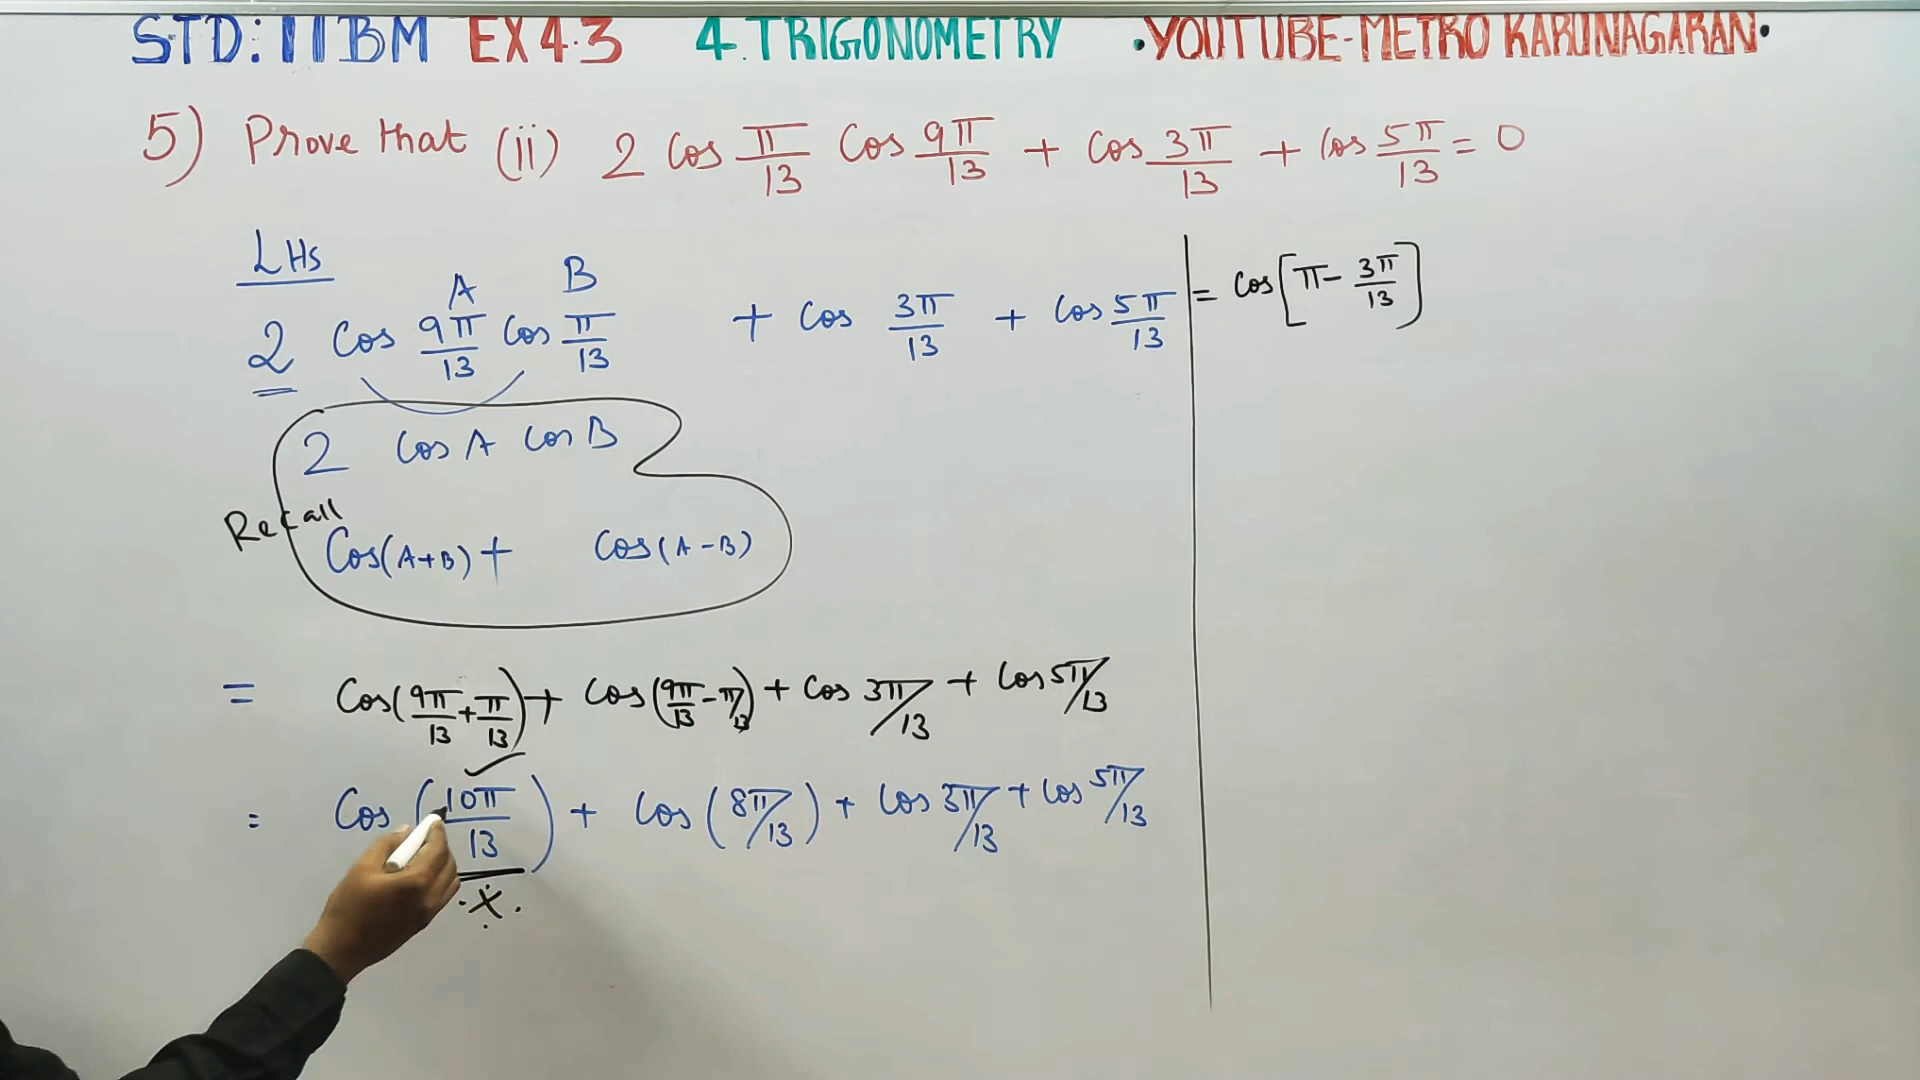 STD: 11 BM EX 4.3 4. TRIGONOMETRY •YOUTUBE-METRO KARUNAGARAN•
5) Prove that (ii) 2 cos π/13 cos 9π/13 + cos 3π/13 + cos 5π/13 = 0
LHS
A B
2 cos 9π/13 cos π/13 + cos 3π/13 + cos 5π/13
2 cos A cos B
Recall
Cos(A+B) + cos(A-B)
= cos(9π/13 + π/13) + cos(9π/13 - π/13) + cos 3π/13 + cos 5π/13
= cos(10π/13) + cos(8π/13) + cos 3π/13 + cos 5π/13
.X.
= cos[π - 3π/13]